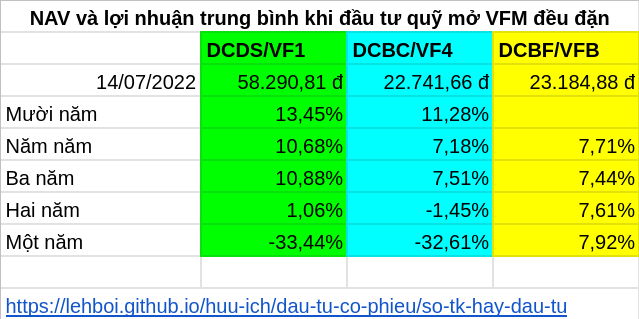 NAV và lợi nhuận trung bình khi đầu tư quỹ mở VFM đều đặn
DCDS/VF1 DCBC/VF4 DCBF/VFB
14/07/2022 58.290,81 đ 22.741,66 đ 23.184,88 đ
Mười năm 13,45% 11,28%
Năm năm 10,68% 7,18% 7,71%
Ba năm 10,88% 7,51% 7,44%
Hai năm 1,06% -1,45% 7,61%
Một năm -33,44% -32,61% 7,92%
https://lehboi.github.io/huu-ich/dau-tu-co-phieu/so-tk-hay-dau-tu